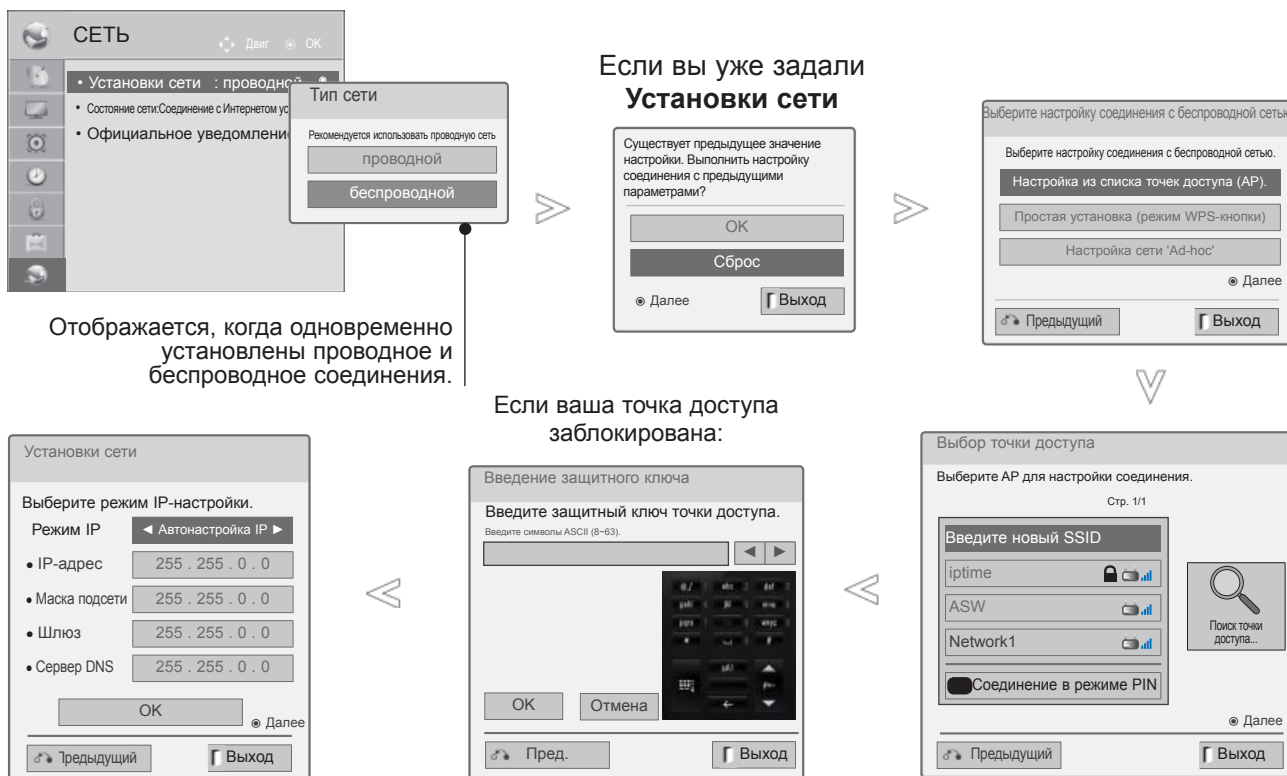 СЕТЬ
Двиг
OK
• Установки сети : проводной
• Состояние сети:Соединение с Интернетом ус
• Официальное уведомлени
Тип сети
Рекомендуется использовать проводную сеть
проводной
беспроводной
Отображается, когда одновременно
установлены проводное и
беспроводное соединения.
Если вы уже задали
Установки сети
Существует предыдущее значение
настройки. Выполнить настройку
соединения с предыдущими
параметрами?
OK
Сброс
Далее
Выход
Выберите настройку соединения с беспроводной сетью
Выберите настройку соединения с беспроводной сетью.
Настройка из списка точек доступа (AP).
Простая установка (режим WPS-кнопки)
Настройка сети 'Ad-hoc'
Далее
Предыдущий
Выход
Выбор точки доступа
Выберите AP для настройки соединения.
Стр. 1/1
Введите новый SSID
iptime
ASW
Network1
Соединение в режиме PIN
Поиск точки
доступа...
Далее
Предыдущий
Выход
Если ваша точка доступа
заблокирована:
Введение защитного ключа
Введите защитный ключ точки доступа.
Введите символы ASCII (8~63).
OK
Отмена
Пред.
Выход
Установки сети
Выберите режим IP-настройки.
Режим IP
◄ Автонастройка IP ►
• IP-адрес
255 . 255 . 0 . 0
• Маска подсети
255 . 255 . 0 . 0
• Шлюз
255 . 255 . 0 . 0
• Сервер DNS
255 . 255 . 0 . 0
OK
Далее
Предыдущий
Выход